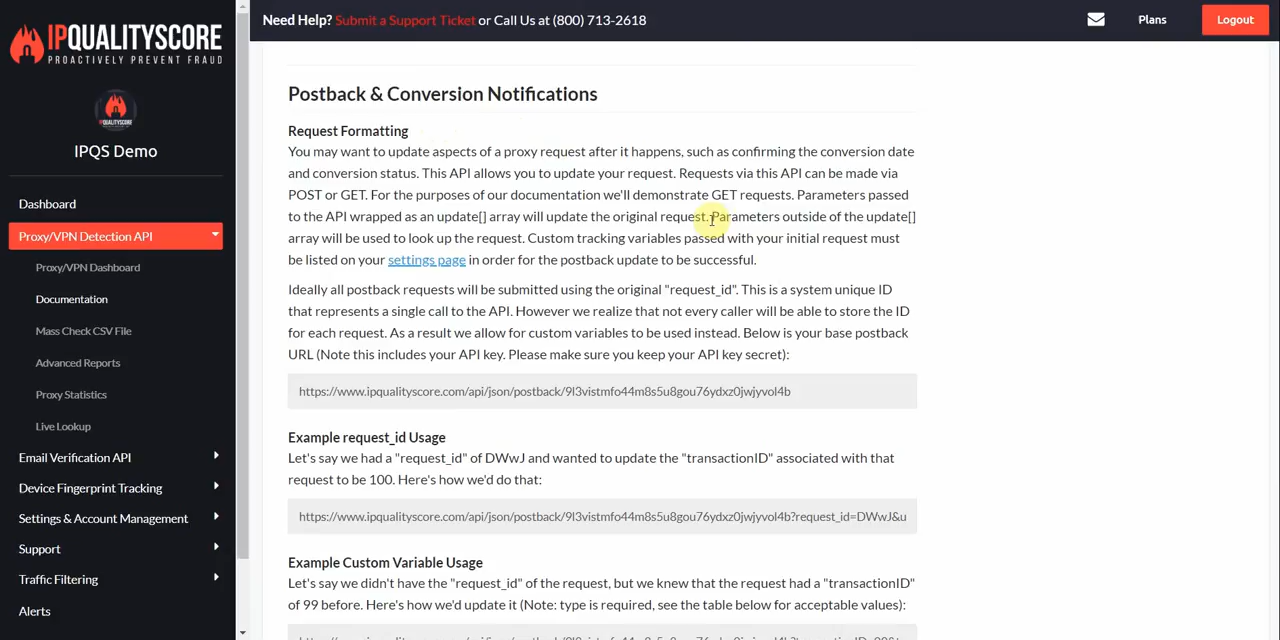 Need Help? Submit a Support Ticket or Call Us at (800) 713-2618
Plans
Logout
IPQUALITYSCORE
PROACTIVELY PREVENT FRAUD
IPQUALITYSCORE
IPQS Demo
Dashboard
Proxy/VPN Detection API
Proxy/VPN Dashboard
Documentation
Mass Check CSV File
Advanced Reports
Proxy Statistics
Live Lookup
Email Verification API
Device Fingerprint Tracking
Settings & Account Management
Support
Traffic Filtering
Alerts
Postback & Conversion Notifications
Request Formatting
You may want to update aspects of a proxy request after it happens, such as confirming the conversion date
and conversion status. This API allows you to update your request. Requests via this API can be made via
POST or GET. For the purposes of our documentation we'll demonstrate GET requests. Parameters passed
to the API wrapped as an update[] array will update the original request. Parameters outside of the update[]
array will be used to look up the request. Custom tracking variables passed with your initial request must
be listed on your settings page in order for the postback update to be successful.
Ideally all postback requests will be submitted using the original "request_id". This is a system unique ID
that represents a single call to the API. However we realize that not every caller will be able to store the ID
for each request. As a result we allow for custom variables to be used instead. Below is your base postback
URL (Note this includes your API key. Please make sure you keep your API key secret):
https://www.ipqualityscore.com/api/json/postback/9l3vistmfo44m8s5u8gou76ydxz0jwjyvol4b
Example request_id Usage
Let's say we had a "request_id" of DWwJ and wanted to update the "transactionID" associated with that
request to be 100. Here's how we'd do that:
https://www.ipqualityscore.com/api/json/postback/9l3vistmfo44m8s5u8gou76ydxz0jwjyvol4b?request_id=DWwJ&u
Example Custom Variable Usage
Let's say we didn't have the "request_id" of the request, but we knew that the request had a "transactionID"
of 99 before. Here's how we'd update it (Note: type is required, see the table below for acceptable values):